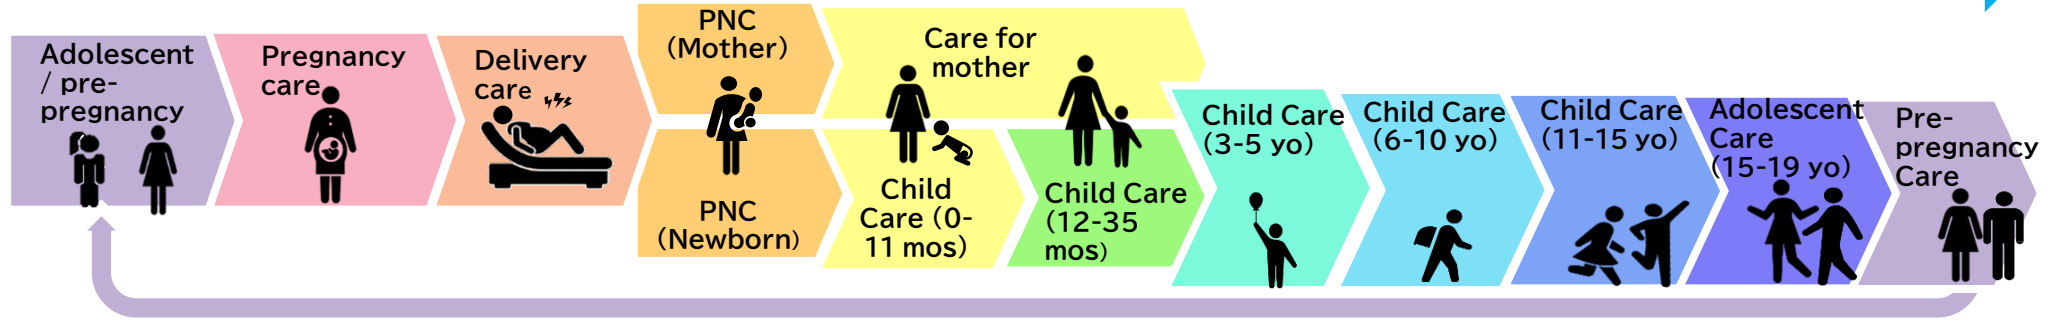 Adolescent
/ pre-
pregnancy
Pregnancy
care
Delivery
care
PNC
(Mother)
PNC
(Newborn)
Care for
mother
Child
Care (0-
11 mos)
Child Care
(12-35
mos)
Child Care
(3-5 yo)
Child Care
(6-10 yo)
Child Care
(11-15 yo)
Adolescent
Care
(15-19 yo)
Pre-
pregnancy
Care